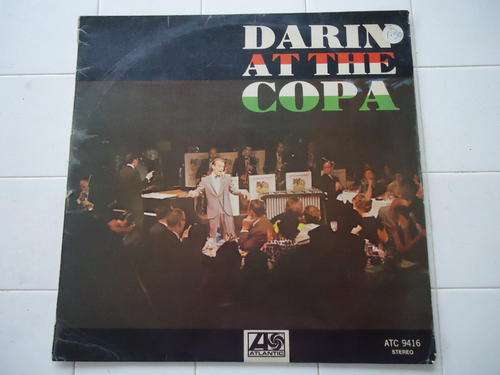 DARIN
AT THE
COPA
ATLANTIC
ATC 9416
STEREO